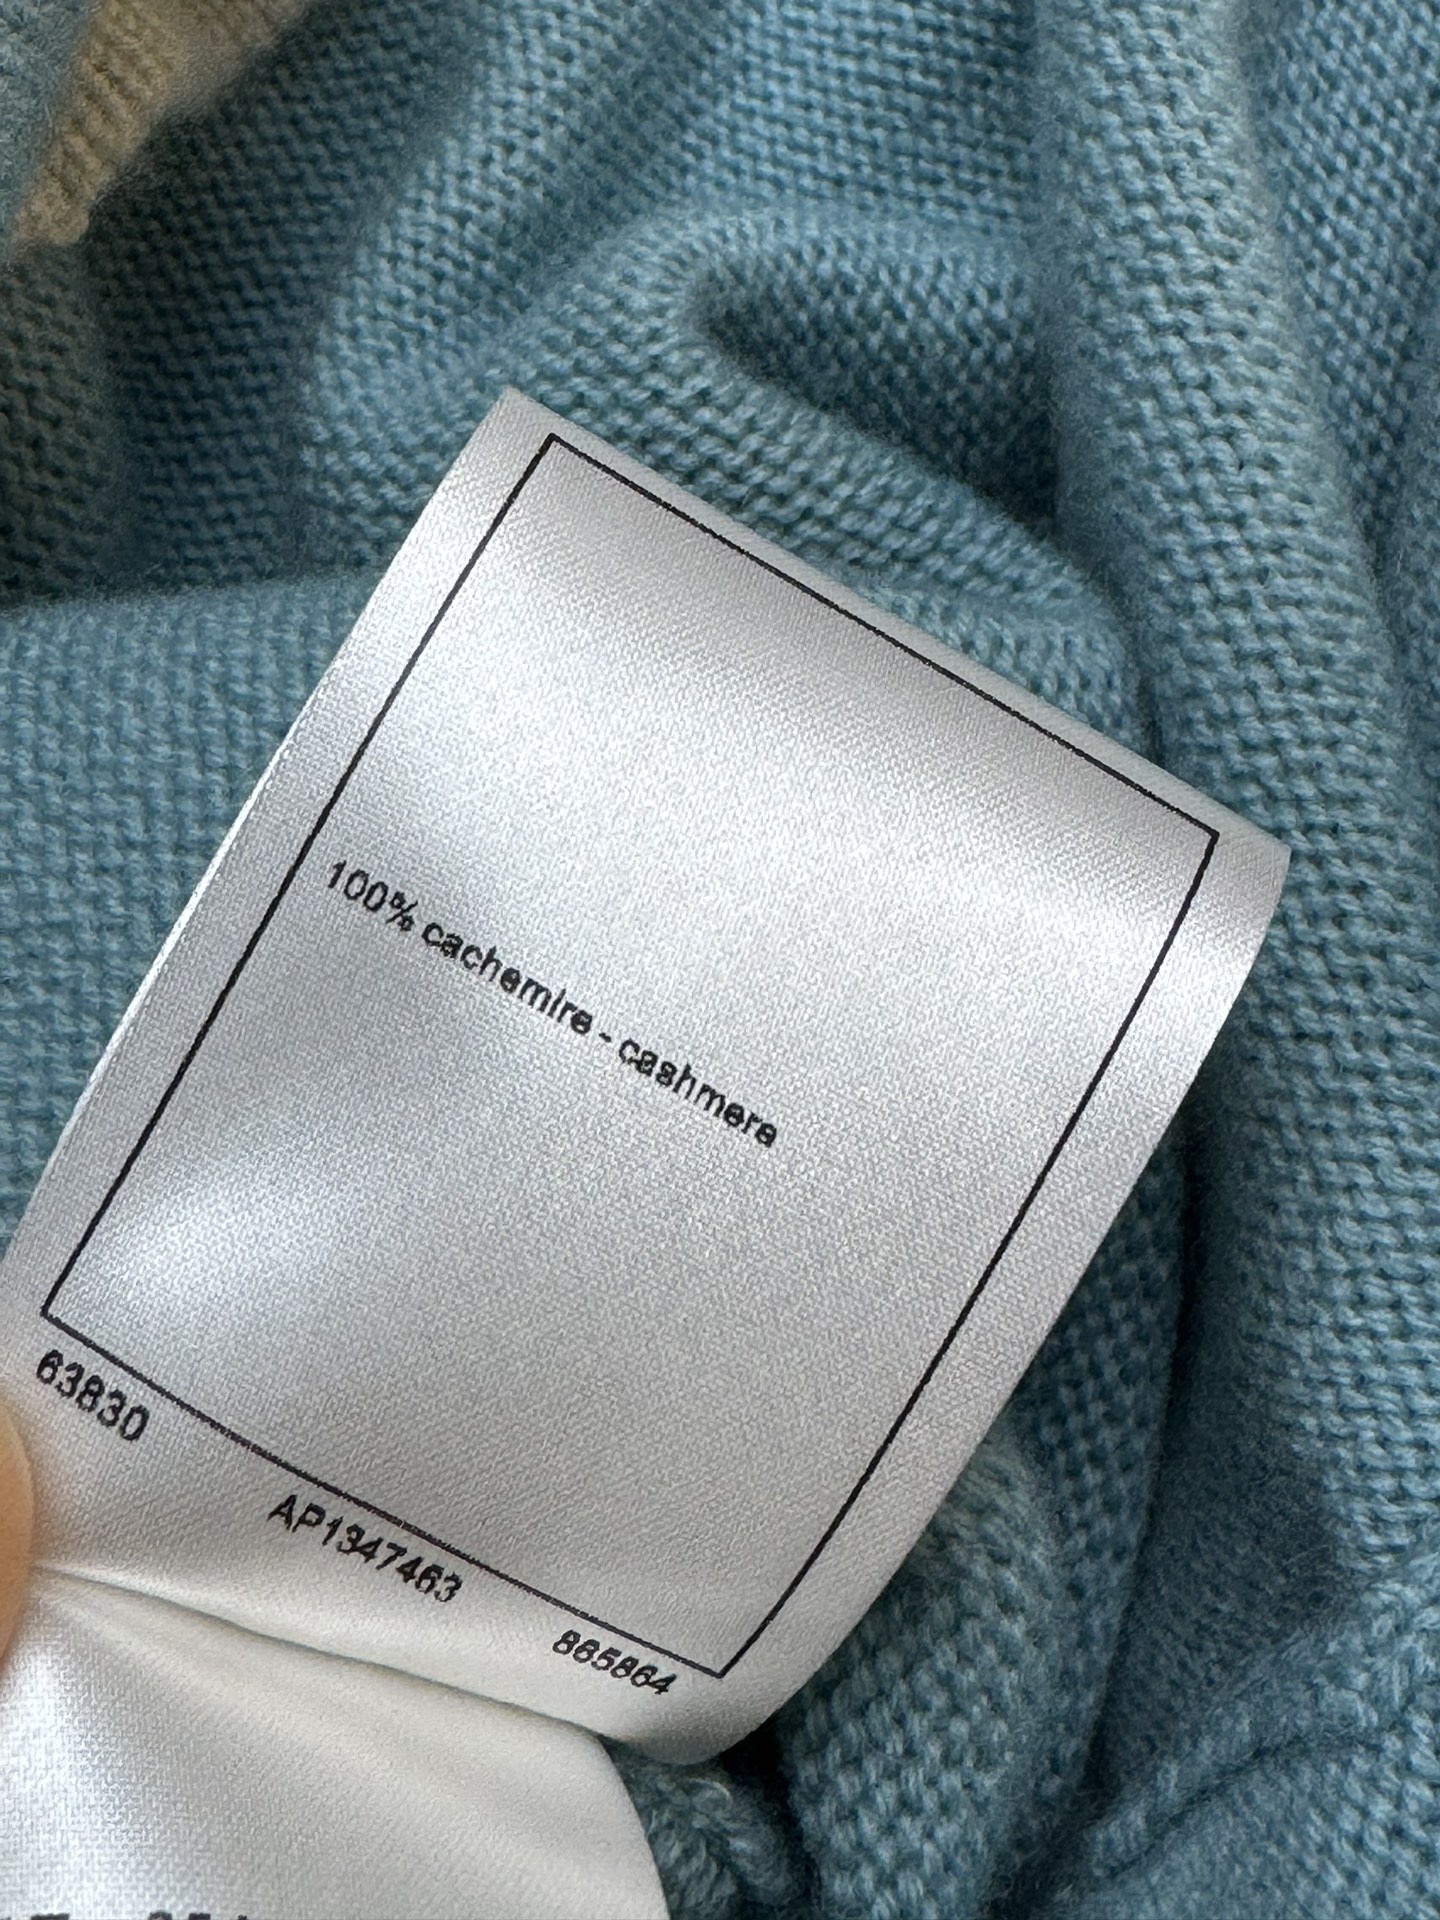 100% cachemire - cashmere
63830
AP1347463
865864